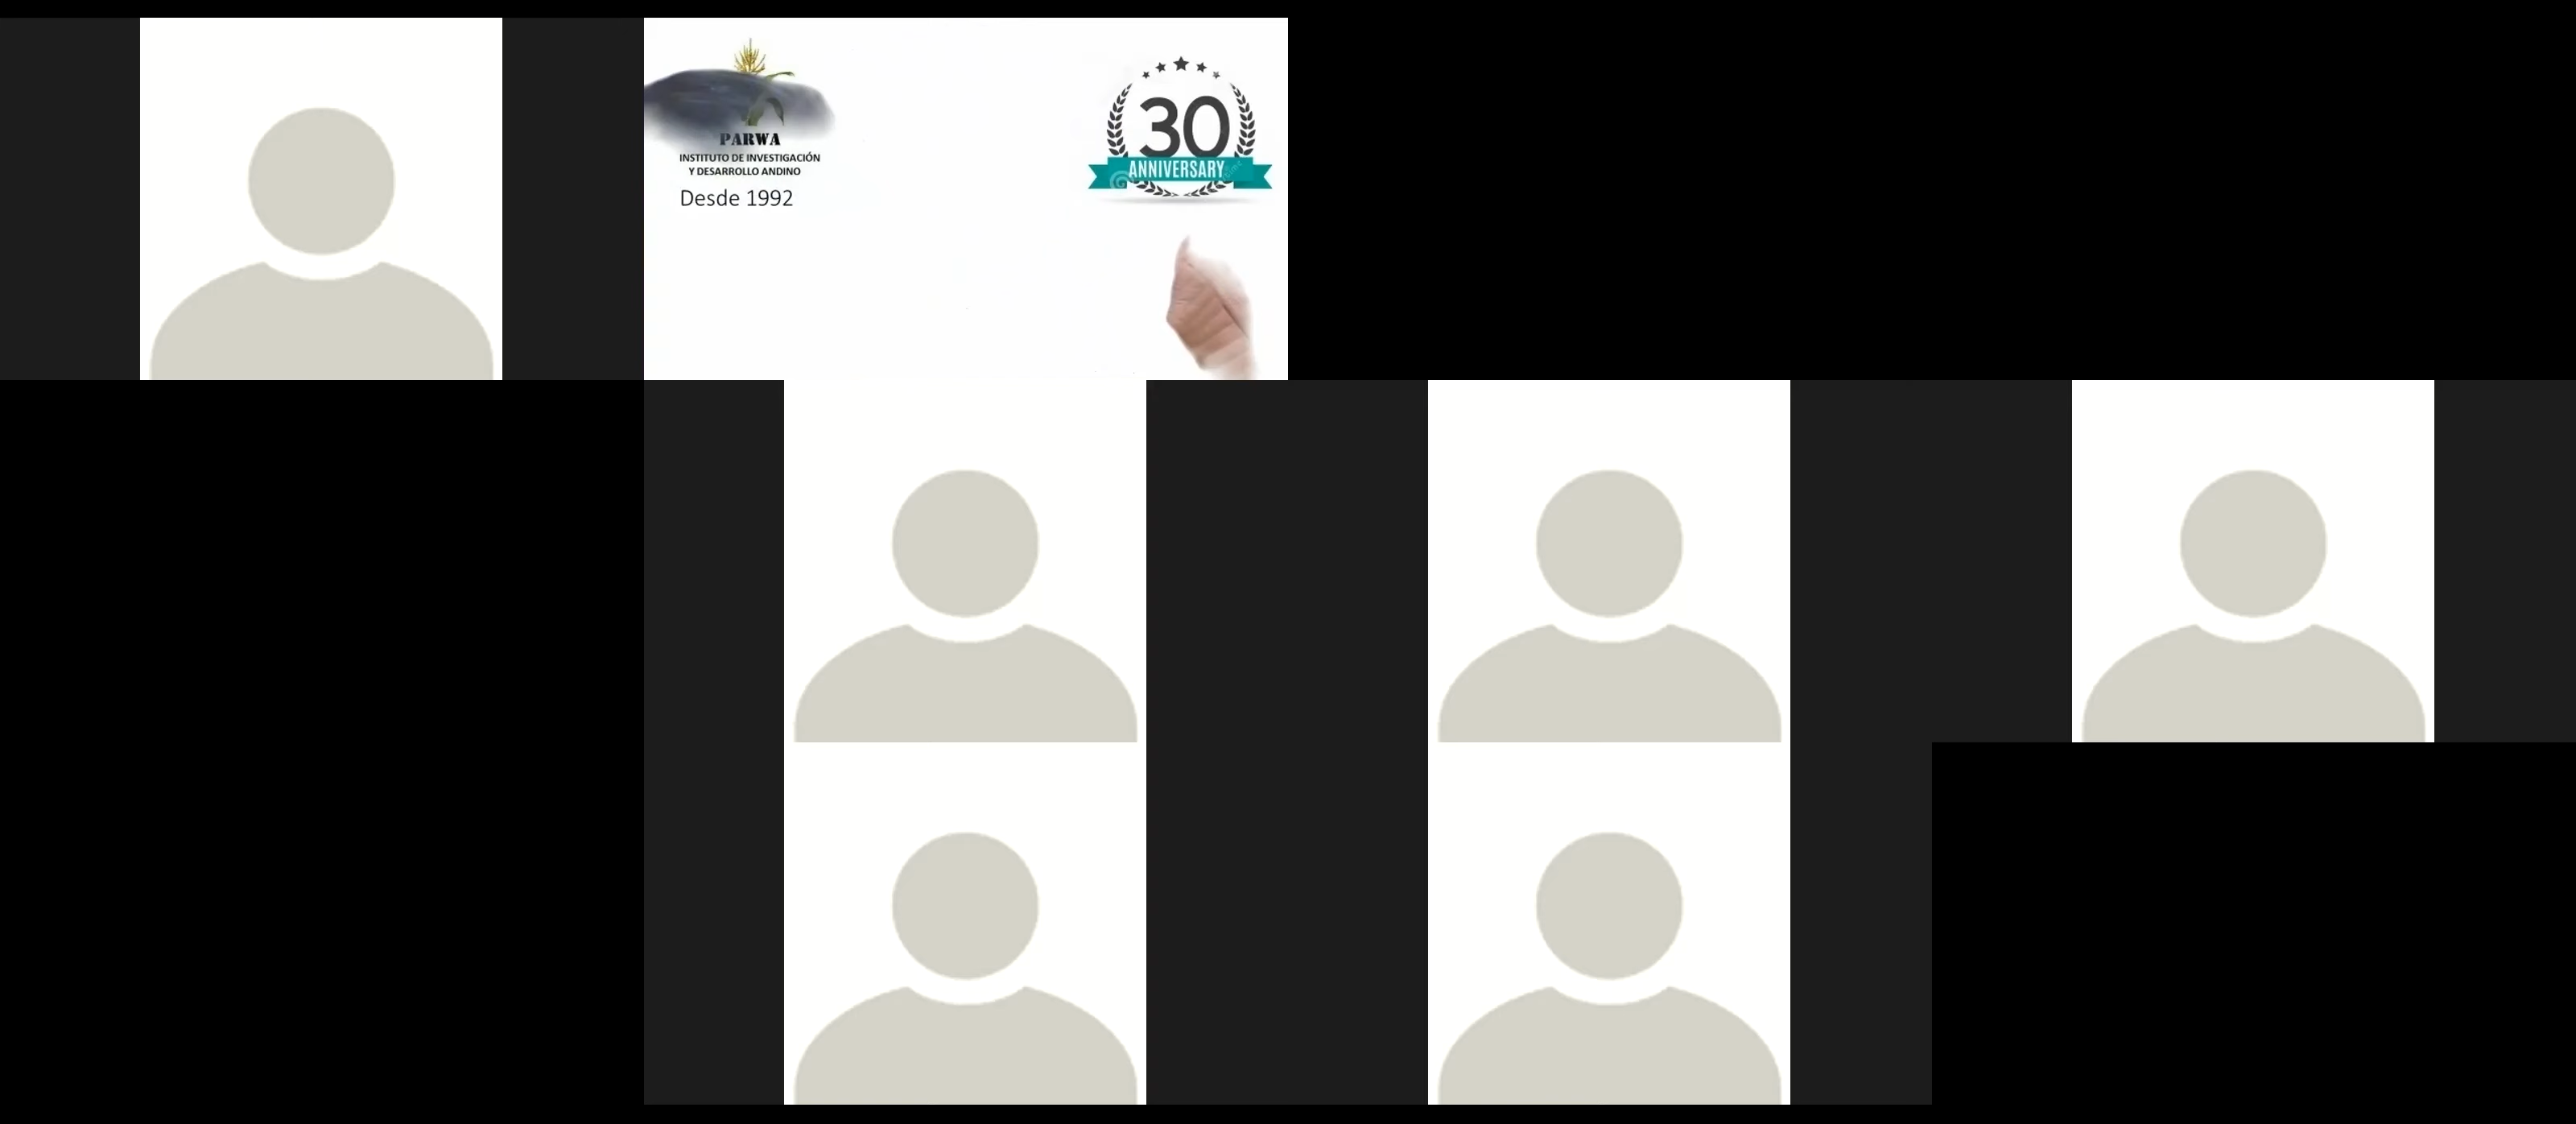 PARWA
INSTITUTO DE INVESTIGACIÓN
Y DESARROLLO ANDINO
Desde 1992
30
ANNIVERSARY